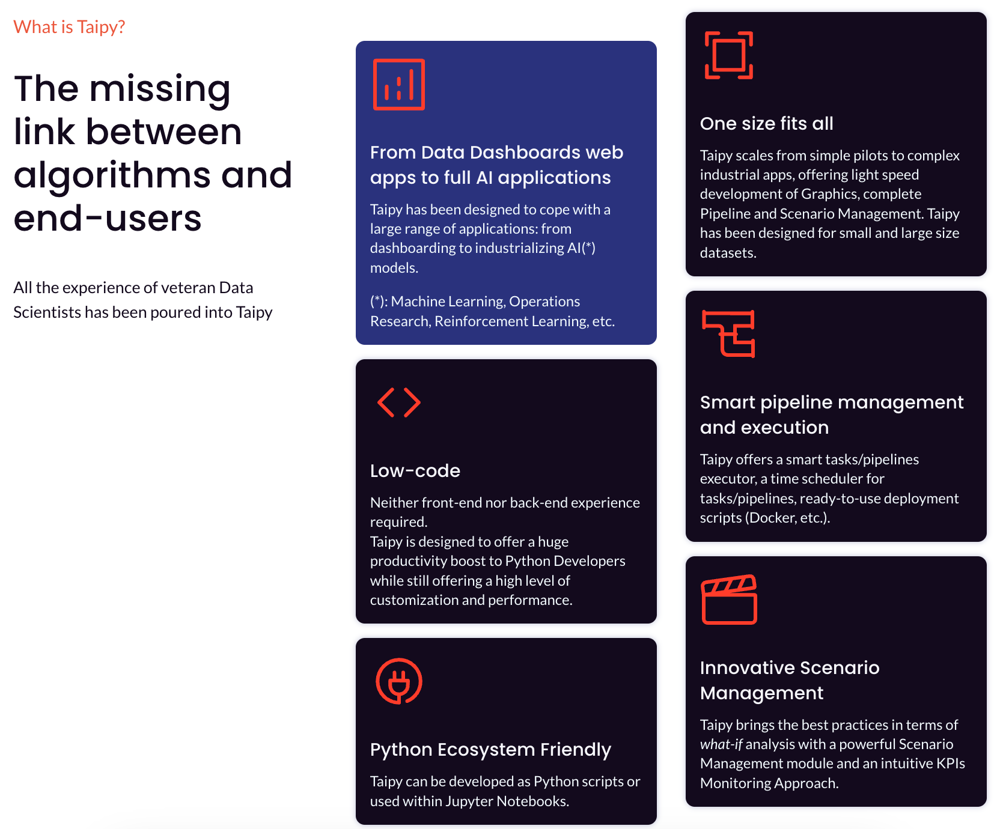 What is Taipy?
The missing
link between
algorithms and
end-users
All the experience of veteran Data
Scientists has been poured into Taipy
From Data Dashboards web
apps to full AI applications
Taipy has been designed to cope with a
large range of applications: from
dashboarding to industrializing AI(*)
models.
(*): Machine Learning, Operations
Research, Reinforcement Learning, etc.
Low-code
Neither front-end nor back-end experience
required.
Taipy is designed to offer a huge
productivity boost to Python Developers
while still offering a high level of
customization and performance.
Python Ecosystem Friendly
Taipy can be developed as Python scripts or
used within Jupyter Notebooks.
One size fits all
Taipy scales from simple pilots to complex
industrial apps, offering light speed
development of Graphics, complete
Pipeline and Scenario Management. Taipy
has been designed for small and large size
datasets.
Smart pipeline management
and execution
Taipy offers a smart tasks/pipelines
executor, a time scheduler for
tasks/pipelines, ready-to-use deployment
scripts (Docker, etc.).
Innovative Scenario
Management
Taipy brings the best practices in terms of
what-if analysis with a powerful Scenario
Management module and an intuitive KPIs
Monitoring Approach.